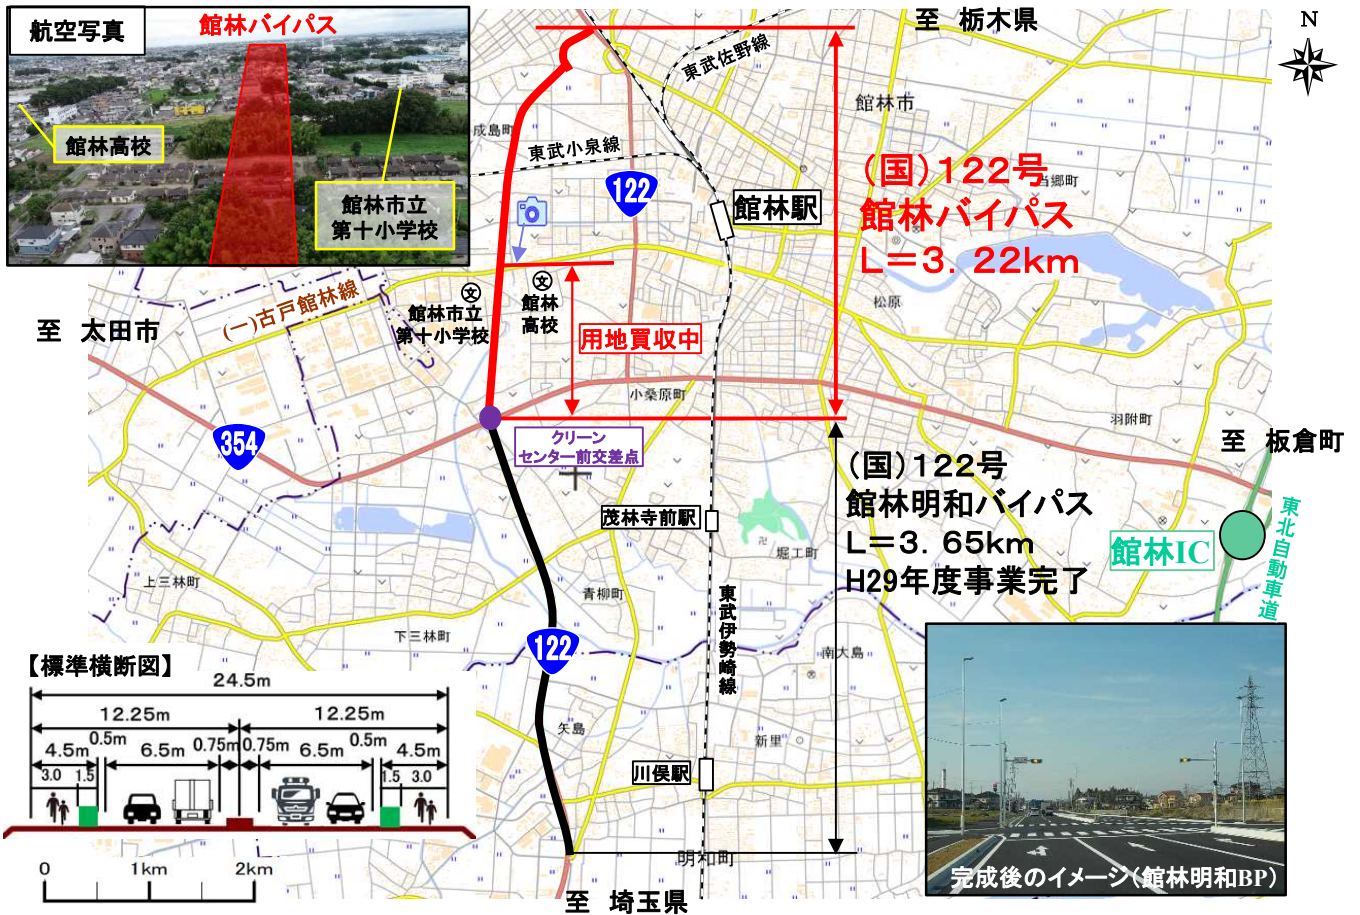 航空写真
館林バイパス
館林高校
館林市立
第十小学校
至 栃木県
N
東武佐野線
館林市
成島町
東武小泉線
122
館林駅
(国)122号
館林バイパス
L=3.22km
当郷町
松原
(一)古戸館林線
至 太田市
文
館林市立
第十小学校
文
館林
高校
用地買収中
小桑原町
羽附町
354
クリーン
センター前交差点
至 板倉町
(国)122号
館林明和バイパス
L=3.65km
H29年度事業完了
茂林寺前駅
堀工町
館林IC
東北自動車道
上三林町
青柳町
下三林町
122
東武伊勢崎線
南大島
矢島
新里
川俣駅
明和町
至 埼玉県
【標準横断図】
24.5m
12.25m 12.25m
4.5m 0.5m 6.5m 0.75m 0.75m 6.5m 0.5m 4.5m
3.0 1.5 1.5 3.0
0 1km 2km
完成後のイメージ(館林明和BP)